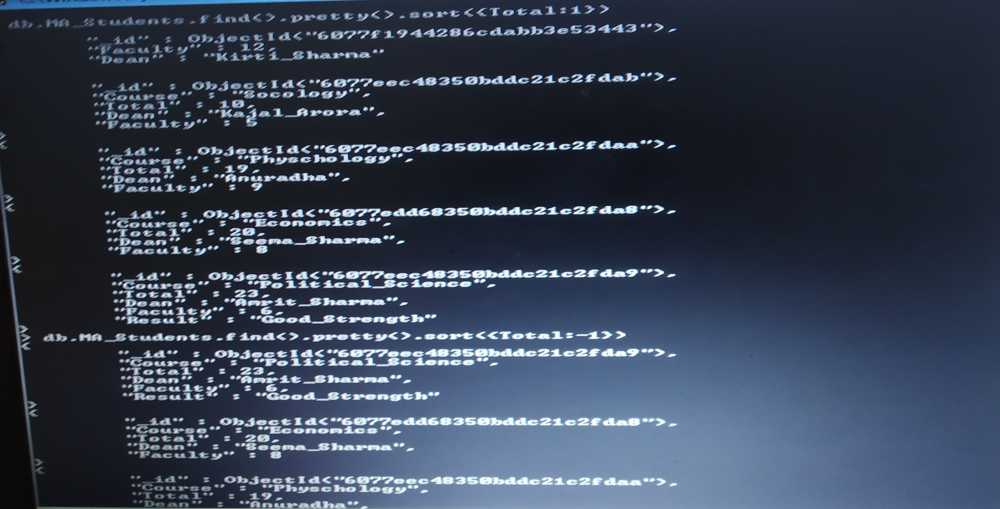 db.MA_Students.find().pretty().sort({Total:1})
"_id" : ObjectId("6077f1944286cdabb3e53443"),
"Faculty" : 12,
"Dean" : "Kirti_Sharma"
"_id" : ObjectId("6077eec48350bddc21c2fdab"),
"Course" : "Socology",
"Total" : 10,
"Dean" : "Kajal_Arora",
"Faculty" : 5
}
{
"_id" : ObjectId("6077eec48350bddc21c2fdaa"),
"Course" : "Physchology",
"Total" : 19,
"Dean" : "Anuradha",
"Faculty" : 9
}
{
"_id" : ObjectId("6077edd68350bddc21c2fda8"),
"Course" : "Economics",
"Total" : 20,
"Dean" : "Seema_Sharma",
"Faculty" : 8
}
{
"_id" : ObjectId("6077eec48350bddc21c2fda9"),
"Course" : "Political_Science",
"Total" : 23,
"Dean" : "Amrit_Sharma",
"Faculty" : 6,
"Result" : "Good_Strength"
}
> db.MA_Students.find().pretty().sort({Total:-1})
{
"_id" : ObjectId("6077eec48350bddc21c2fda9"),
"Course" : "Political_Science",
"Total" : 23,
"Dean" : "Amrit_Sharma",
"Faculty" : 6,
"Result" : "Good_Strength"
}
{
"_id" : ObjectId("6077edd68350bddc21c2fda8"),
"Course" : "Economics",
"Total" : 20,
"Dean" : "Seema_Sharma",
"Faculty" : 8
}
{
"_id" : ObjectId("6077eec48350bddc21c2fdaa"),
"Course" : "Physchology",
"Total" : 19,
"Dean" : "Anuradha",